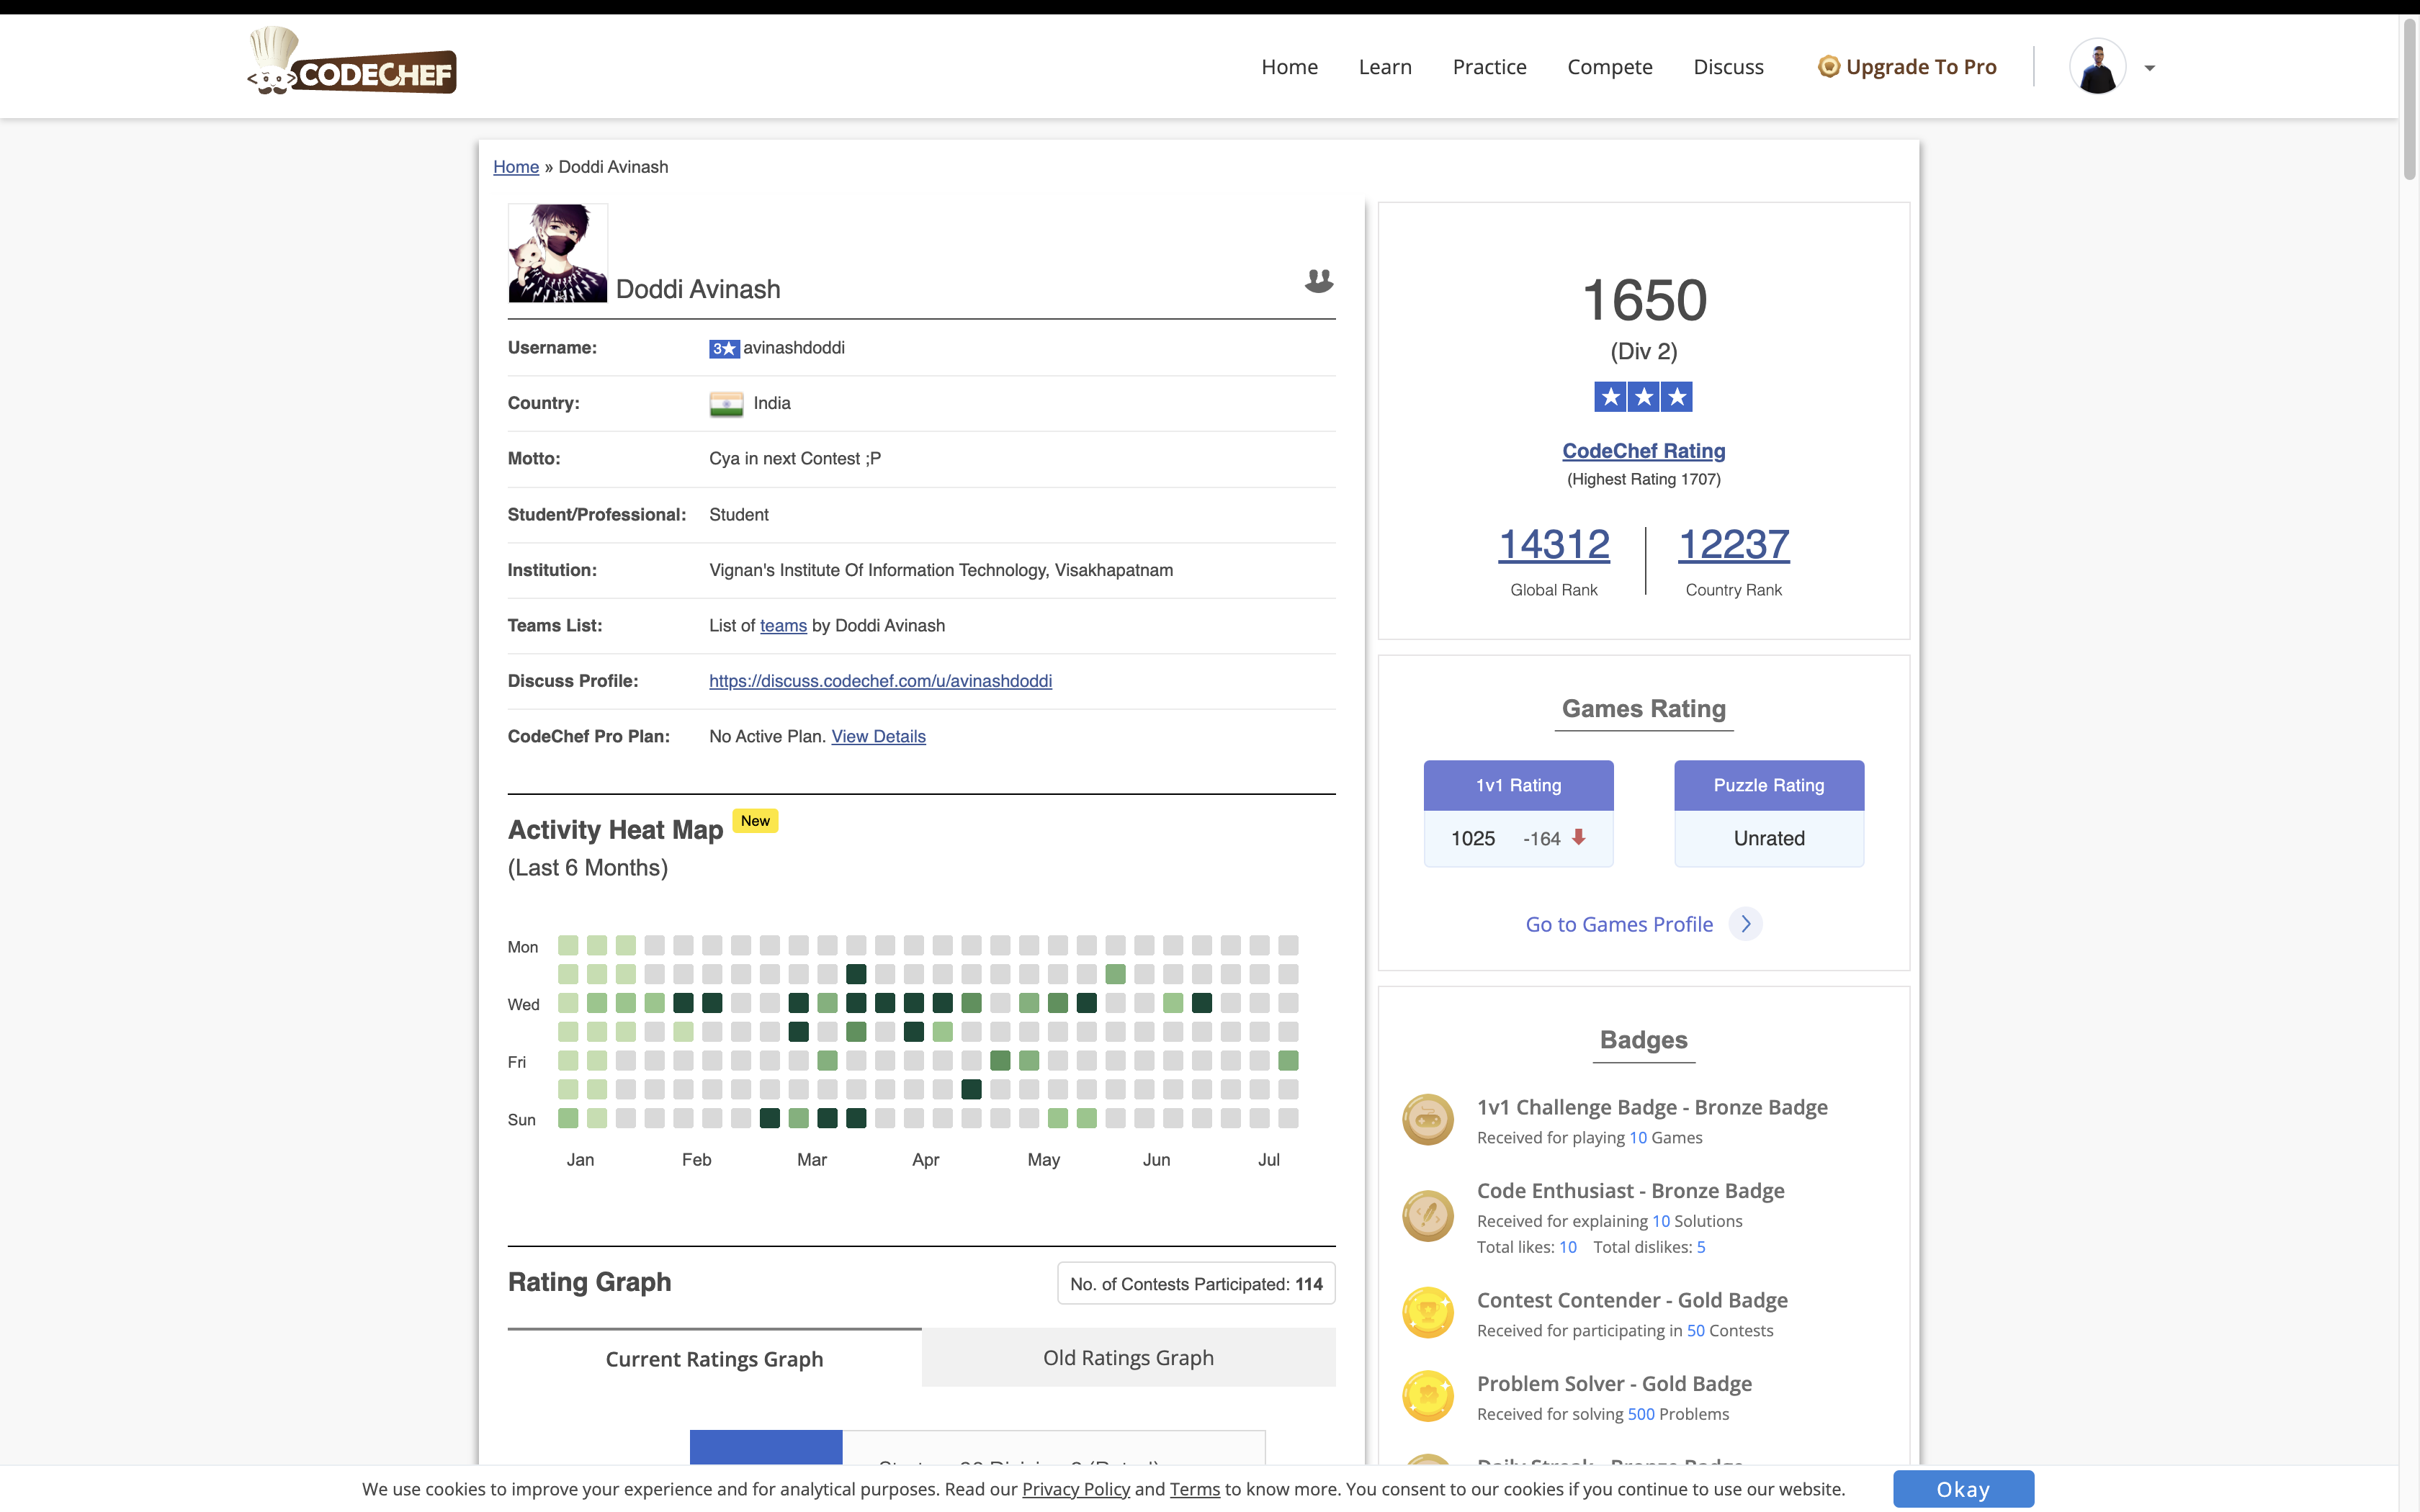 CODECHEF
Home Learn Practice Compete Discuss Upgrade To Pro
Home » Doddi Avinash
Doddi Avinash
Username: 3★ avinashdoddi
Country: India
Motto: Cya in next Contest ;P
Student/Professional: Student
Institution: Vignan's Institute Of Information Technology, Visakhapatnam
Teams List: List of teams by Doddi Avinash
Discuss Profile: https://discuss.codechef.com/u/avinashdoddi
CodeChef Pro Plan: No Active Plan. View Details
Activity Heat Map New
(Last 6 Months)
Mon
Wed
Fri
Sun
Jan Feb Mar Apr May Jun Jul
Rating Graph No. of Contests Participated: 114
Current Ratings Graph Old Ratings Graph
1650
(Div 2)
★★★
CodeChef Rating
(Highest Rating 1707)
14312 12237
Global Rank Country Rank
Games Rating
1v1 Rating Puzzle Rating
1025 -164 Unrated
Go to Games Profile
Badges
1v1 Challenge Badge - Bronze Badge
Received for playing 10 Games
Code Enthusiast - Bronze Badge
Received for explaining 10 Solutions
Total likes: 10 Total dislikes: 5
Contest Contender - Gold Badge
Received for participating in 50 Contests
Problem Solver - Gold Badge
Received for solving 500 Problems
We use cookies to improve your experience and for analytical purposes. Read our Privacy Policy and Terms to know more. You consent to our cookies if you continue to use our website. Okay